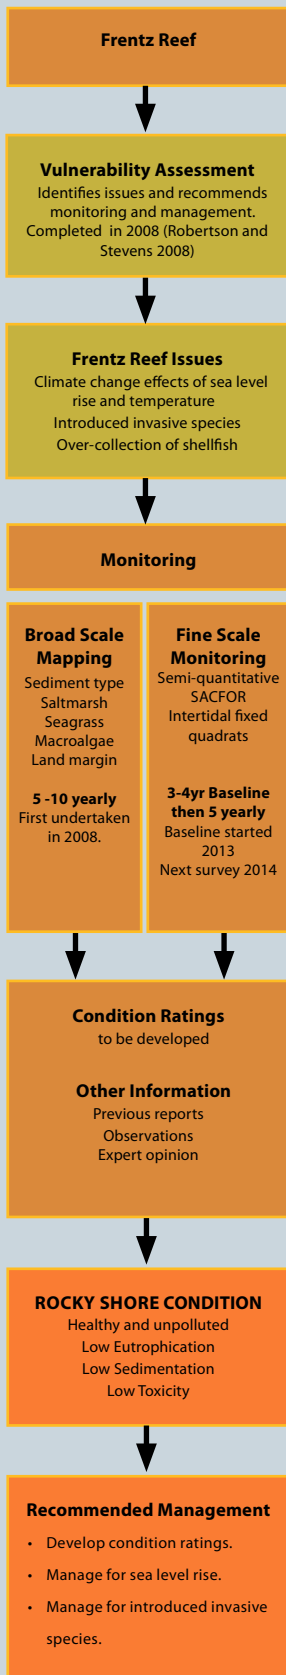 Frentz Reef
Vulnerability Assessment
Identifies issues and recommends
monitoring and management.
Completed in 2008 (Robertson and
Stevens 2008)
Frentz Reef Issues
Climate change effects of sea level
rise and temperature
Introduced invasive species
Over-collection of shellfish
Monitoring
Broad Scale
Mapping
Sediment type
Saltmarsh
Seagrass
Macroalgae
Land margin
5 -10 yearly
First undertaken
in 2008.
Fine Scale
Monitoring
Semi-quantitative
SACFOR
Intertidal fixed
quadrats
3-4yr Baseline
then 5 yearly
Baseline started
2013
Next survey 2014
Condition Ratings
to be developed
Other Information
Previous reports
Observations
Expert opinion
ROCKY SHORE CONDITION
Healthy and unpolluted
Low Eutrophication
Low Sedimentation
Low Toxicity
Recommended Management
• Develop condition ratings.
• Manage for sea level rise.
• Manage for introduced invasive
species.